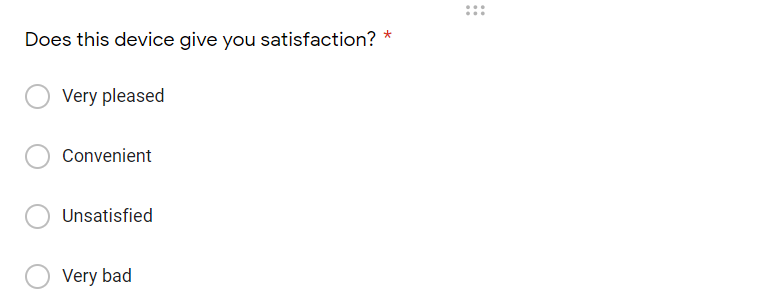 Does this device give you satisfaction? *
Very pleased
Convenient
Unsatisfied
Very bad